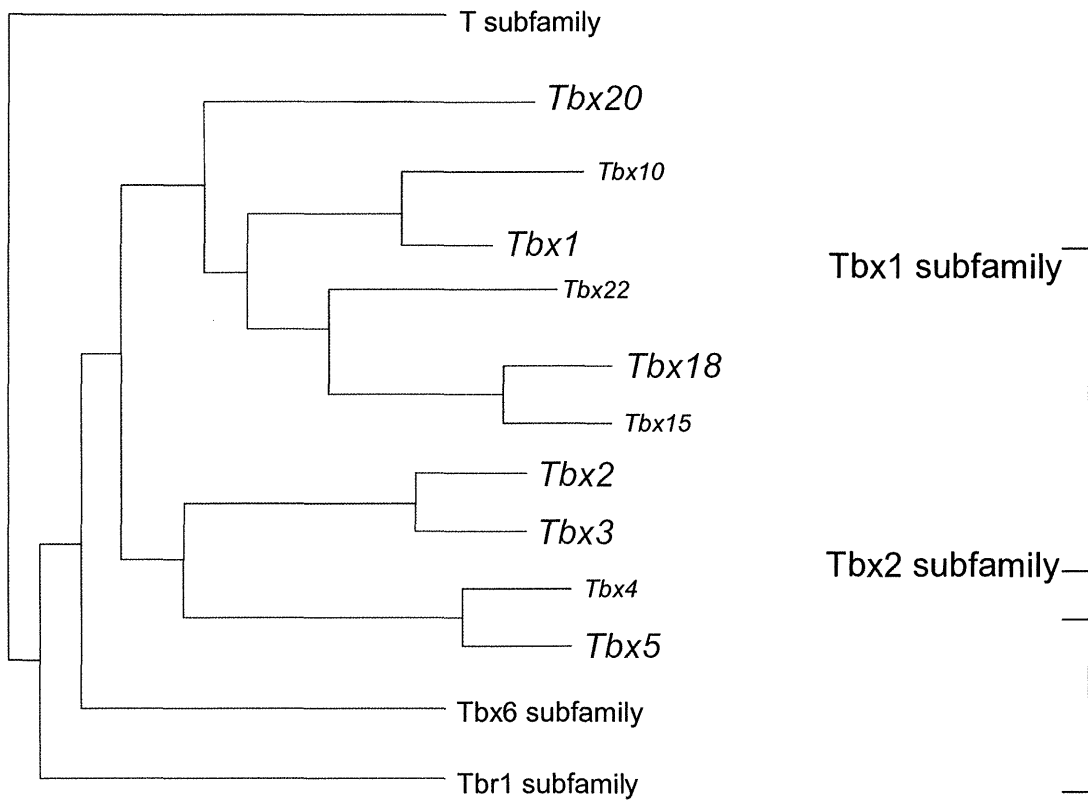 T subfamily
Tbx20
Tbx10
Tbx1
Tbx1 subfamily
Tbx22
Tbx18
Tbx15
Tbx2
Tbx3
Tbx2 subfamily
Tbx4
Tbx5
Tbx6 subfamily
Tbr1 subfamily